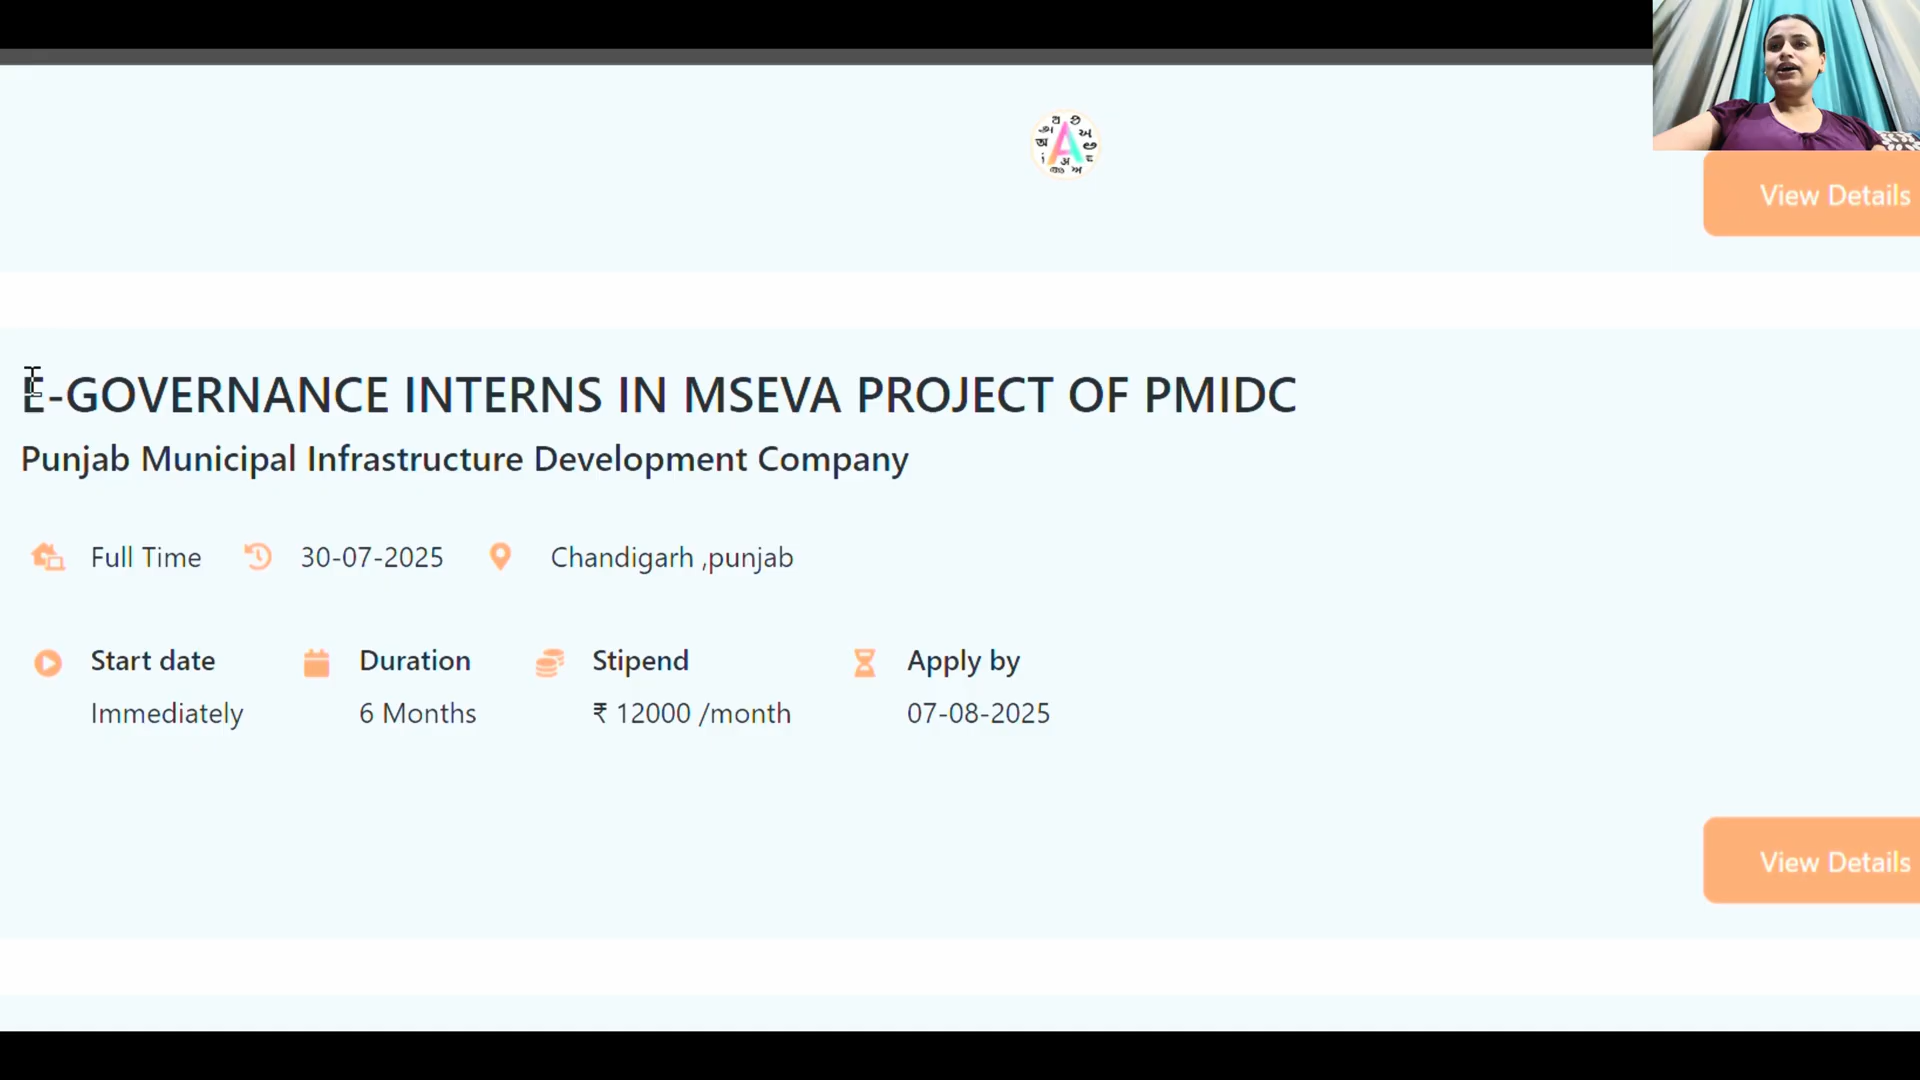 View Details
E-GOVERNANCE INTERNS IN MSEVA PROJECT OF PMIDC
Punjab Municipal Infrastructure Development Company
Full Time 30-07-2025 Chandigarh ,punjab
Start date Duration Stipend Apply by
Immediately 6 Months ₹ 12000 /month 07-08-2025
View Details